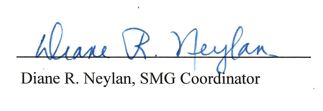 Diane R. Neylan
Diane R. Neylan, SMG Coordinator